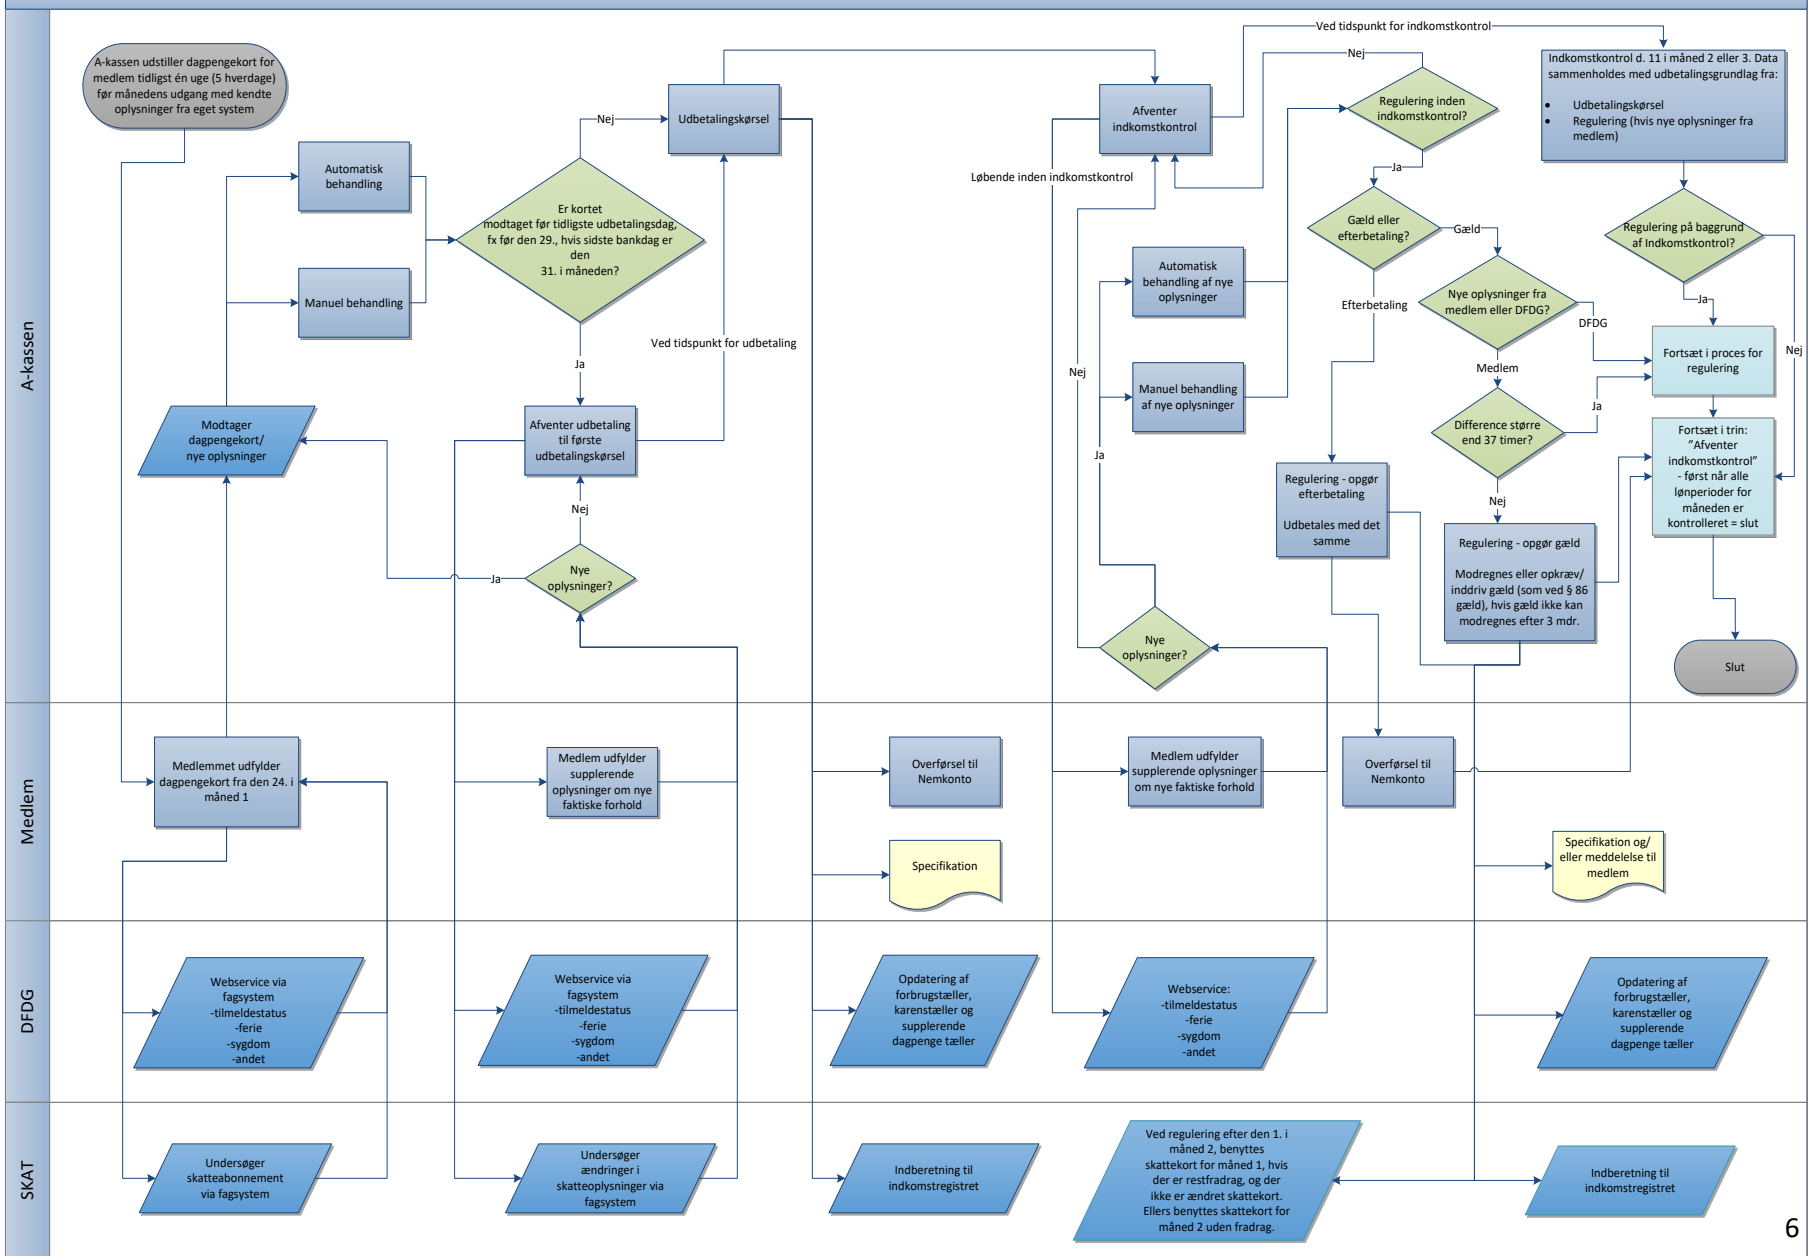 A-kassen
A-kassen udstiller dagpengekort for
medlem tidligst én uge (5 hverdage)
før månedens udgang med kendte
oplysninger fra eget system
Automatisk
behandling
Manuel behandling
Modtager
dagpengekort/
nye oplysninger
Er kortet
modtaget før tidligste udbetalingsdag,
fx før den 29., hvis sidste bankdag er
den
31. i måneden?
Nej
Ja
Udbetalingskørsel
Ved tidspunkt for udbetaling
Afventer udbetaling
til første
udbetalingskørsel
Nej
Nye
oplysninger?
Ja
Afventer
indkomstkontrol
Løbende inden indkomstkontrol
Ved tidspunkt for indkomstkontrol
Nej
Regulering inden
indkomstkontrol?
Ja
Gæld eller
efterbetaling?
Gæld
Efterbetaling
Automatisk
behandling af nye
oplysninger
Manuel behandling
af nye oplysninger
Nej
Ja
Nye
oplysninger?
Nye oplysninger fra
medlem eller DFDG?
DFDG
Medlem
Difference større
end 37 timer?
Ja
Nej
Regulering - opgør
efterbetaling
Udbetales med det
samme
Regulering - opgør gæld
Modregnes eller opkræv/
inddriv gæld (som ved § 86
gæld), hvis gæld ikke kan
modregnes efter 3 mdr.
Indkomstkontrol d. 11 i måned 2 eller 3. Data
sammenholdes med udbetalingsgrundlag fra:
• Udbetalingskørsel
• Regulering (hvis nye oplysninger fra
medlem)
Regulering på baggrund
af Indkomstkontrol?
Ja
Nej
Fortsæt i proces for
regulering
Fortsæt i trin:
”Afventer
indkomstkontrol”
- først når alle
lønperioder for
måneden er
kontrolleret = slut
Slut
Medlem
Medlemmet udfylder
dagpengekort fra den 24. i
måned 1
Medlem udfylder
supplerende
oplysninger om nye
faktiske forhold
Overførsel til
Nemkonto
Specifikation
Medlem udfylder
supplerende oplysninger
om nye faktiske forhold
Overførsel til
Nemkonto
Specifikation og/
eller meddelelse til
medlem
DFDG
Webservice via
fagsystem
-tilmeldestatus
-ferie
-sygdom
-andet
Webservice via
fagsystem
-tilmeldestatus
-ferie
-sygdom
-andet
Opdatering af
forbrugstæller,
karenstæller og
supplerende
dagpenge tæller
Webservice:
-tilmeldestatus
-ferie
-sygdom
-andet
Opdatering af
forbrugstæller,
karenstæller og
supplerende
dagpenge tæller
SKAT
Undersøger
skatteabonnement
via fagsystem
Undersøger
ændringer i
skatteoplysninger via
fagsystem
Indberetning til
indkomstregistret
Ved regulering efter den 1. i
måned 2, benyttes
skattekort for måned 1, hvis
der er restfradrag, og der
ikke er ændret skattekort.
Ellers benyttes skattekort for
måned 2 uden fradrag.
Indberetning til
indkomstregistret
6